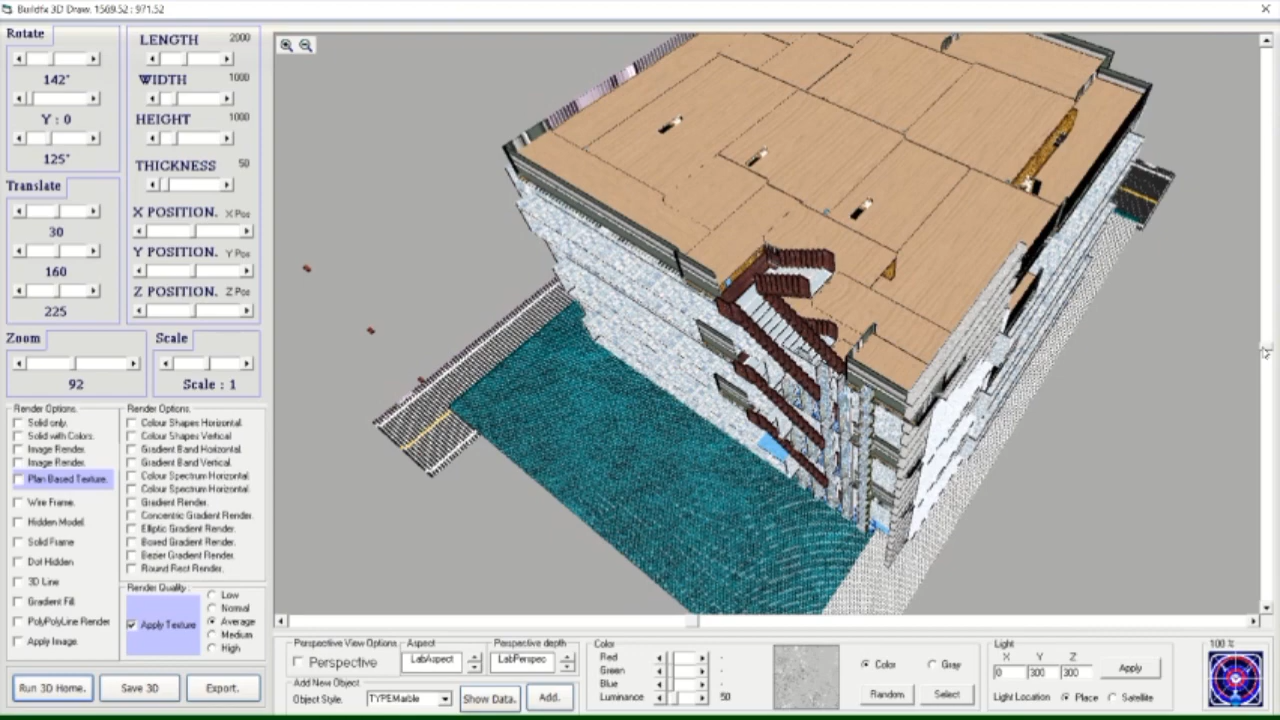 Buildfx 3D Draw. 1569.52 : 971.52
Rotate
142°
Y : 0
125°
Translate
30
160
225
LENGTH 2000
WIDTH 1000
HEIGHT 1000
THICKNESS 50
X POSITION. X Pos
Y POSITION. Y Pos
Z POSITION. Z Pos
Zoom
92
Scale
Scale : 1
Render Options.
Solid only.
Solid with Colors.
Image Render.
Image Render.
Plan Based Texture.
Wire Frame.
Hidden Model
Solid Frame
Dot Hidden
3D Line
Gradient Fill
PolyPolyLine Render
Apply Image.
Render Options.
Colour Shapes Horizontal.
Colour Shapes Vertical
Gradient Band Horizontal.
Gradient Band Vertical.
Colour Spectrum Horizontal.
Colour Spectrum Horizontal
Gradient Render.
Concentric Gradient Render.
Elliptic Gradient Render.
Boxed Gradient Render.
Bezier Gradient Render.
Round Rect Render.
Render Quality.
Apply Texture
Low
Normal
Average
Medium
High
Run 3D Home.
Save 3D
Export.
Perspective View Options.
Perspective
Aspect
LabAspect
Perspective depth
LabPerspec
Add New Object
Object Style.
TYPEMarble
Show Data.
Add.
Color
Red
Green
Blue
Luminance 50
Color
Gray
Random
Select
Light
X Y Z
0 300 300
Apply
Light Location
Place
Satellite
100 %